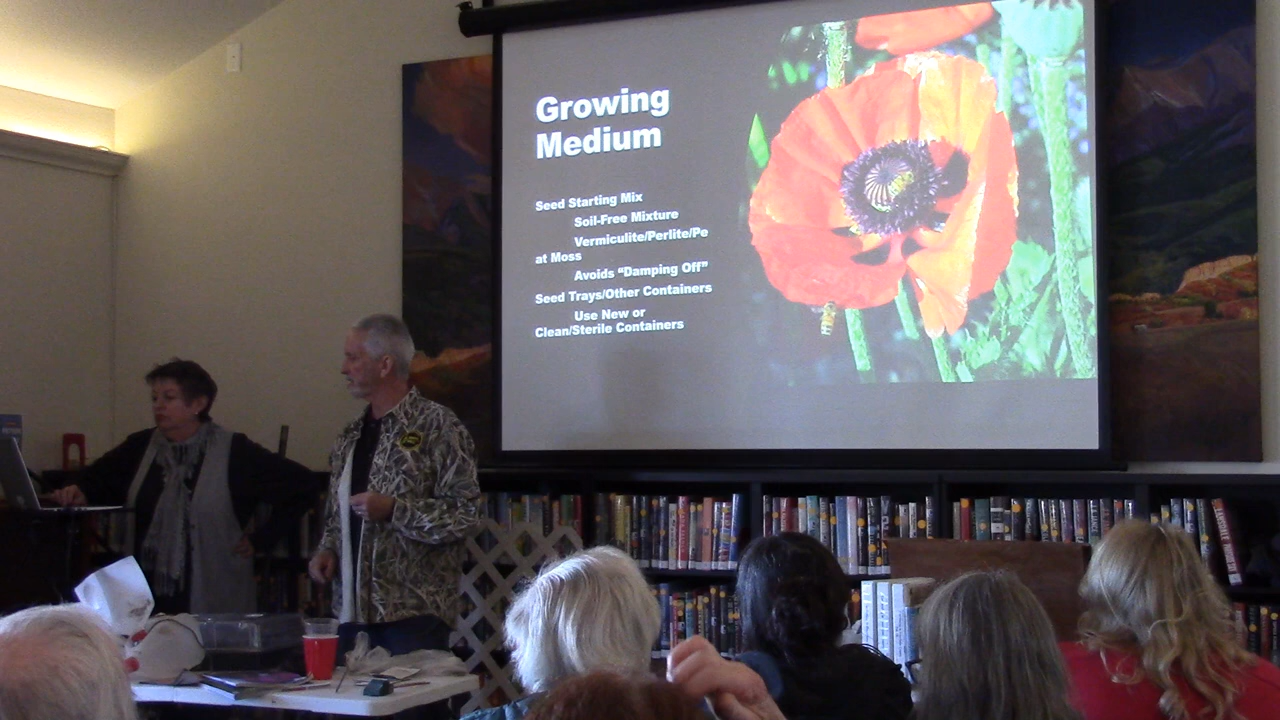 Growing
Medium
Seed Starting Mix
Soil-Free Mixture
Vermiculite/Perlite/Pe
at Moss
Avoids “Damping Off”
Seed Trays/Other Containers
Use New or
Clean/Sterile Containers